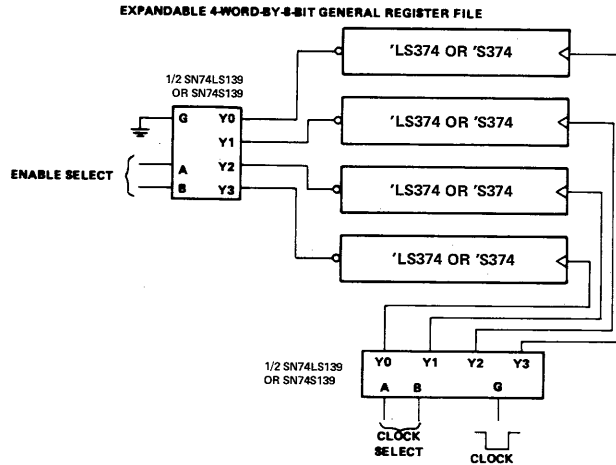 EXPANDABLE 4-WORD-BY-8-BIT GENERAL REGISTER FILE
'LS374 OR 'S374
1/2 SN74LS139
OR SN74S139
G Y0
Y1
'LS374 OR 'S374
ENABLE SELECT
A Y2
B Y3
'LS374 OR 'S374
'LS374 OR 'S374
1/2 SN74LS139
OR SN74S139
Y0 Y1 Y2 Y3
A B G
CLOCK
SELECT
CLOCK